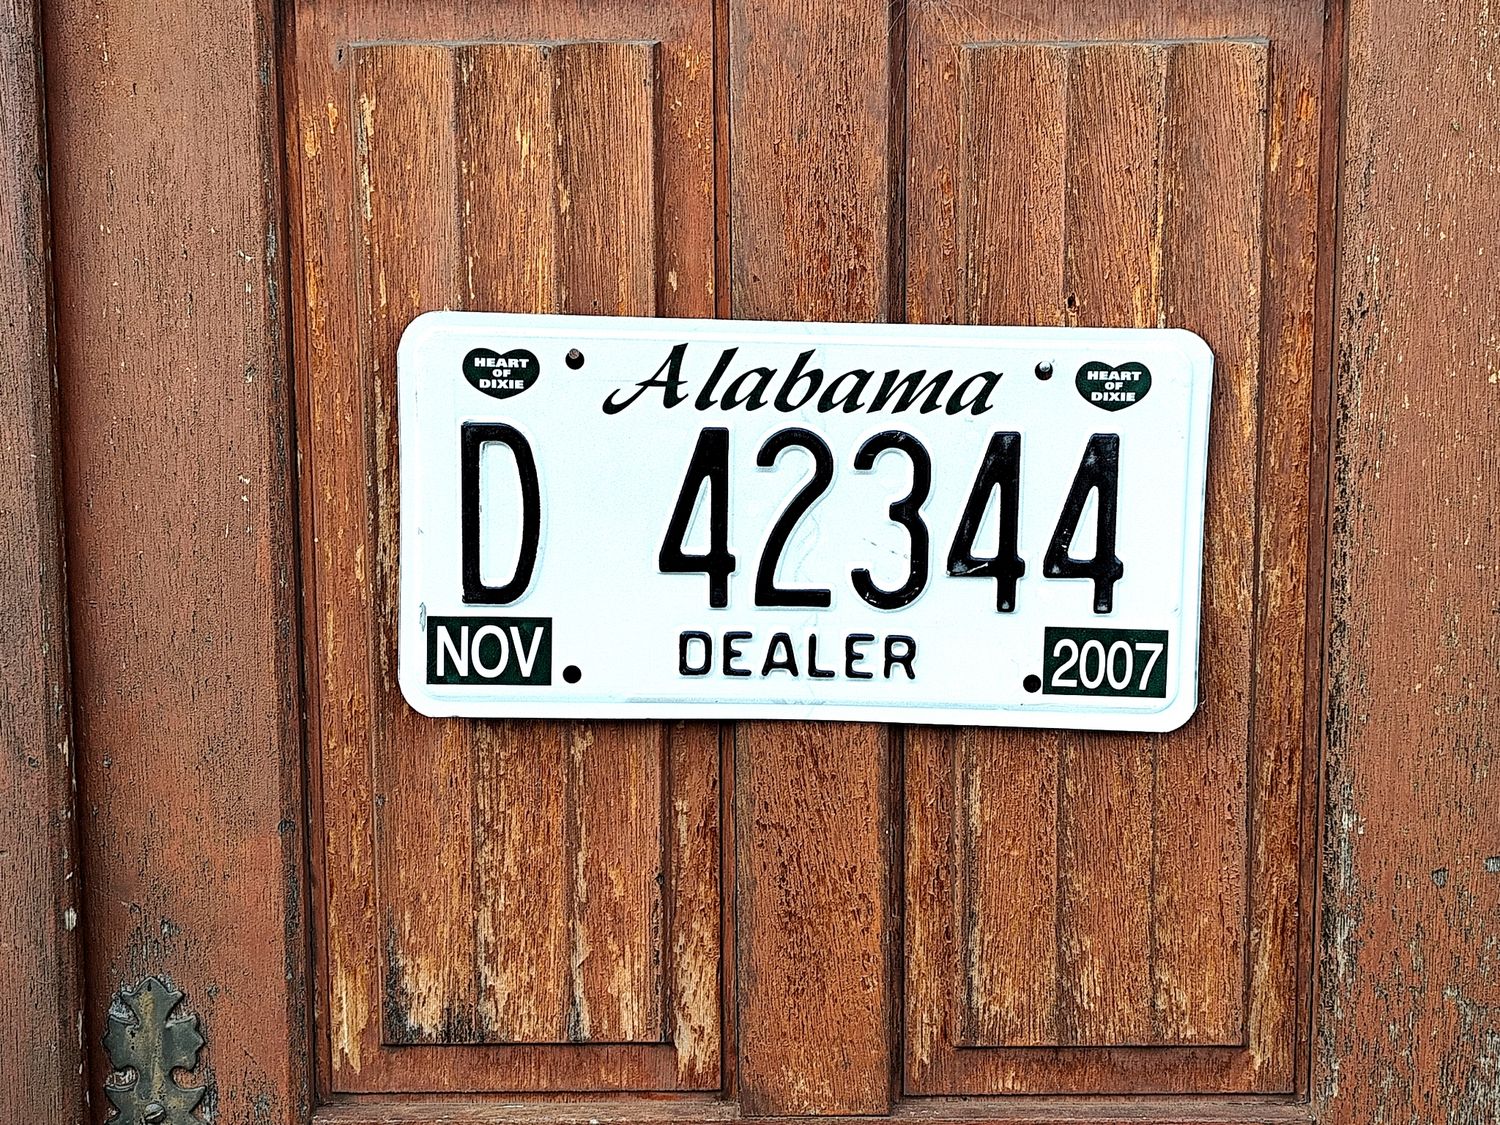 HEART
OF
DIXIE
Alabama
HEART
OF
DIXIE
D 42344
NOV
DEALER
2007